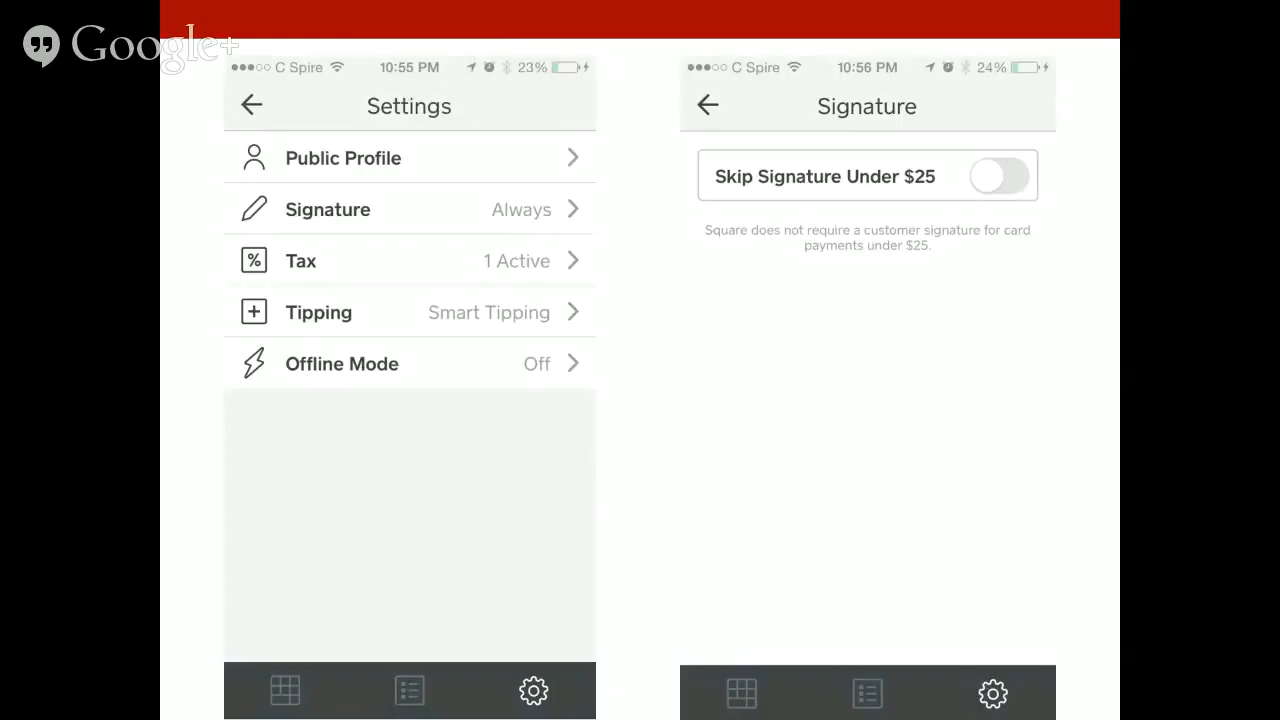 Google+
C Spire 10:55 PM 23%
Settings
Public Profile
Signature Always
Tax 1 Active
Tipping Smart Tipping
Offline Mode Off
C Spire 10:56 PM 24%
Signature
Skip Signature Under $25
Square does not require a customer signature for card
payments under $25.